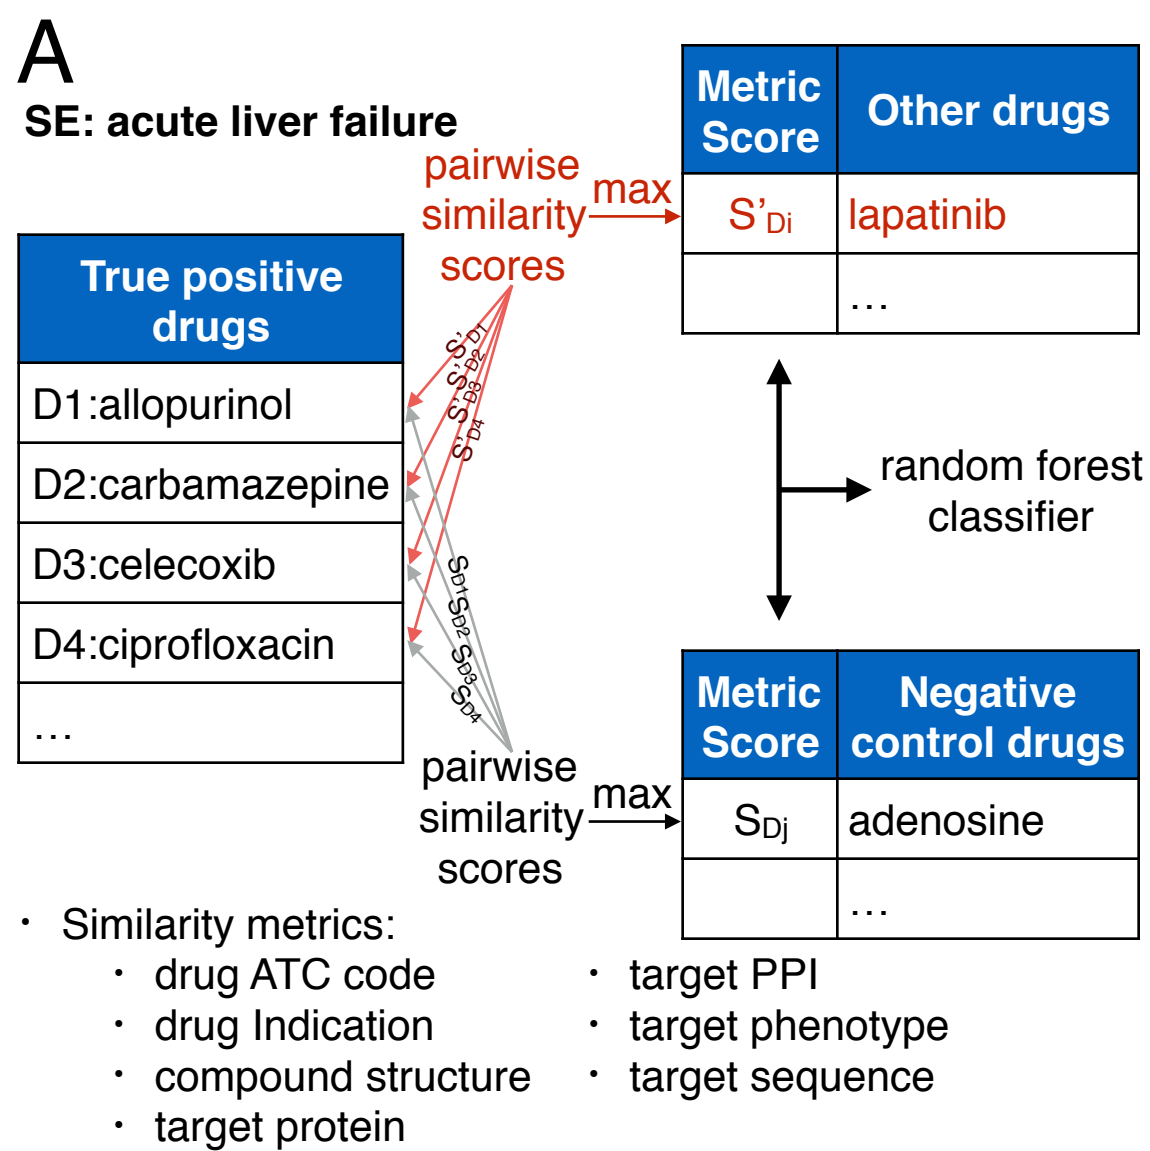 A
SE: acute liver failure
pairwise
similarity
scores
max
Metric
Score
Other drugs
S’Di
lapatinib
…
True positive
drugs
D1:allopurinol
D2:carbamazepine
D3:celecoxib
D4:ciprofloxacin
…
S’D1
S’D2
S’D3
S’D4
SD1
SD2
SD3
SD4
random forest
classifier
pairwise
similarity
scores
max
Metric
Score
Negative
control drugs
SDj
adenosine
…
· Similarity metrics:
· drug ATC code
· drug Indication
· compound structure
· target protein
· target PPI
· target phenotype
· target sequence